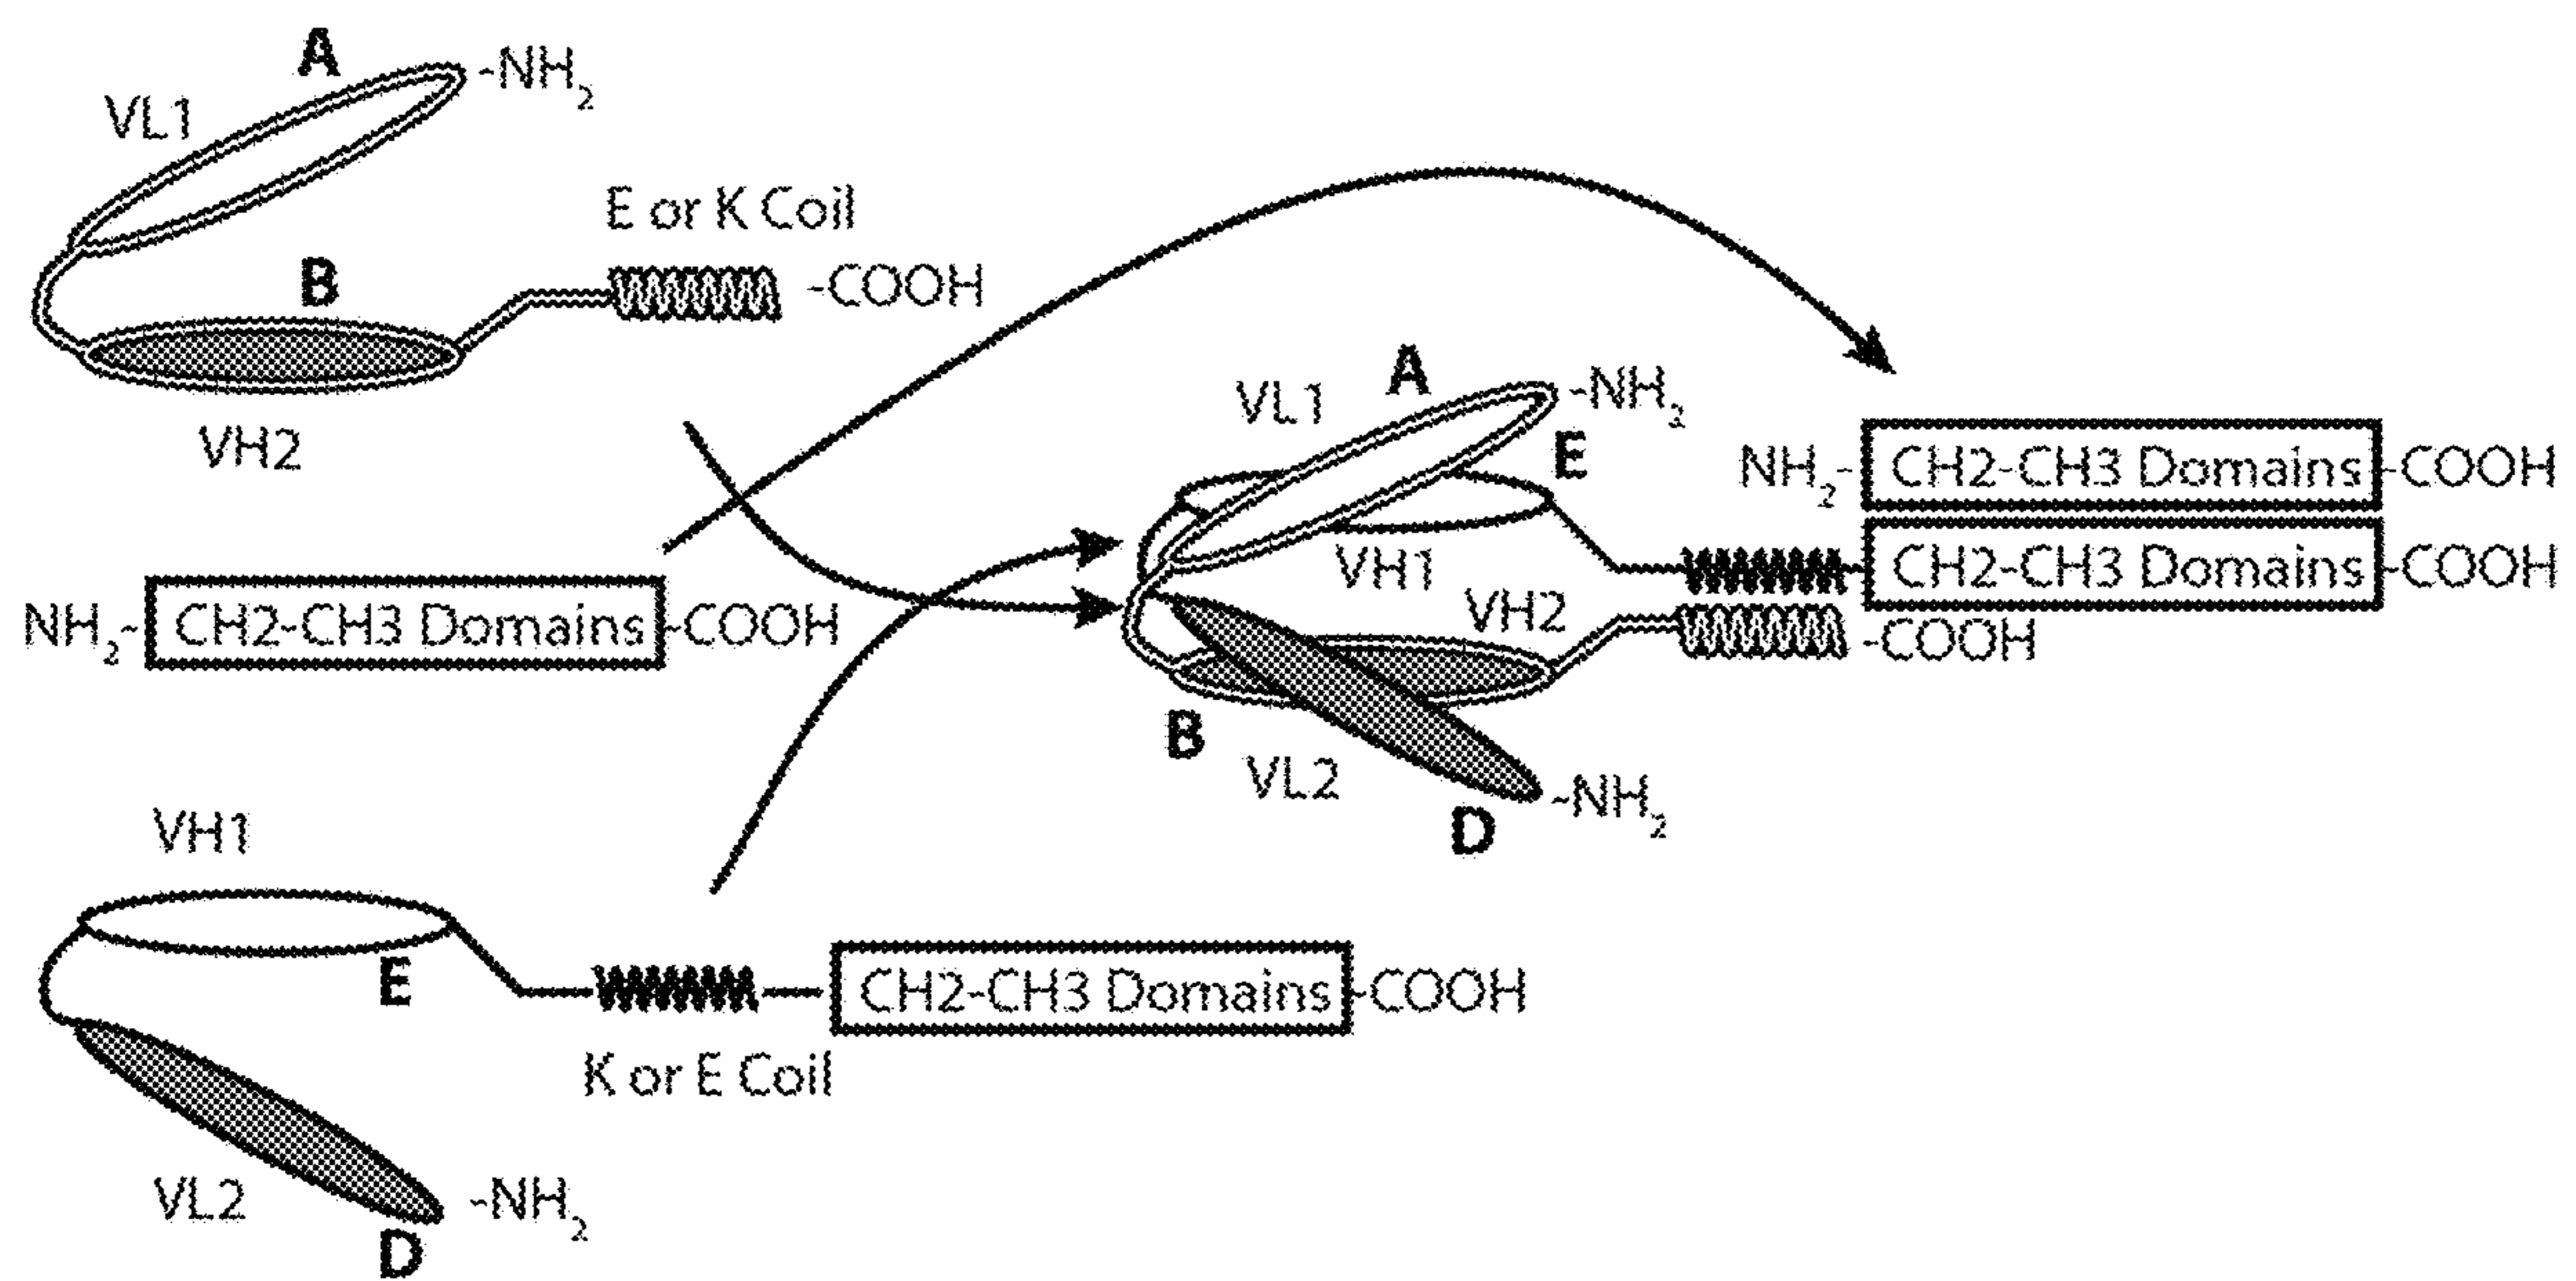 A
-NH2
VL1
E or K Coil
B
-COOH
VH2
NH2-
CH2-CH3 Domains
-COOH
VH1
E
CH2-CH3 Domains
-COOH
K or E Coil
VL2
-NH2
D
A
VL1
-NH2
E
NH2-
CH2-CH3 Domains
-COOH
VH1
CH2-CH3 Domains
-COOH
VH2
-COOH
B
VL2
-NH2
D